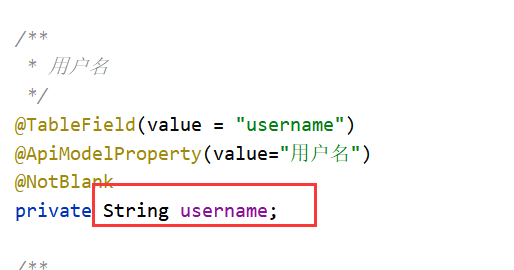 /**
* 用户名
*/
@TableField(value = "username")
@ApiModelProperty(value="用户名")
@NotBlank
private String username;
/**